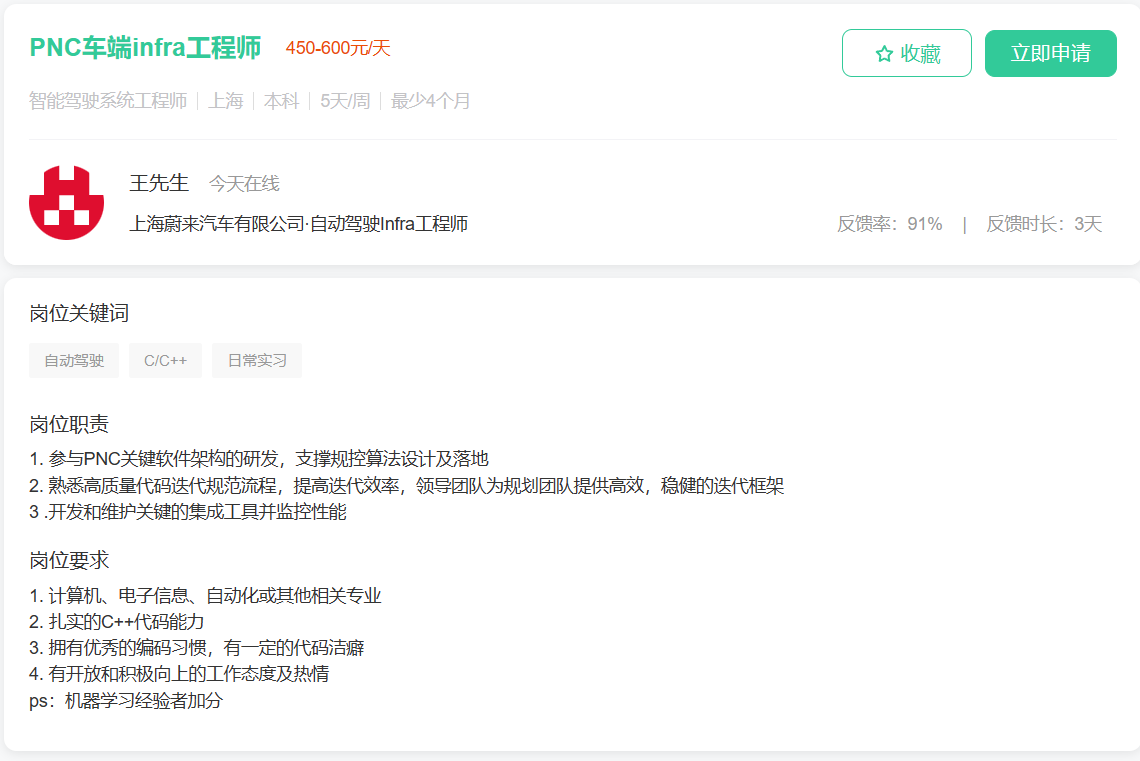 PNC车端infra工程师 450-600元/天
收藏
立即申请
智能驾驶系统工程师 | 上海 | 本科 | 5天/周 | 最少4个月
王先生 今天在线
上海蔚来汽车有限公司·自动驾驶Infra工程师
反馈率：91% | 反馈时长：3天
岗位关键词
自动驾驶 C/C++ 日常实习
岗位职责
1. 参与PNC关键软件架构的研发，支撑规控算法设计及落地
2. 熟悉高质量代码迭代规范流程，提高迭代效率，领导团队为规划团队提供高效，稳健的迭代框架
3 .开发和维护关键的集成工具并监控性能
岗位要求
1. 计算机、电子信息、自动化或其他相关专业
2. 扎实的C++代码能力
3. 拥有优秀的编码习惯，有一定的代码洁癖
4. 有开放和积极向上的工作态度及热情
ps：机器学习经验者加分